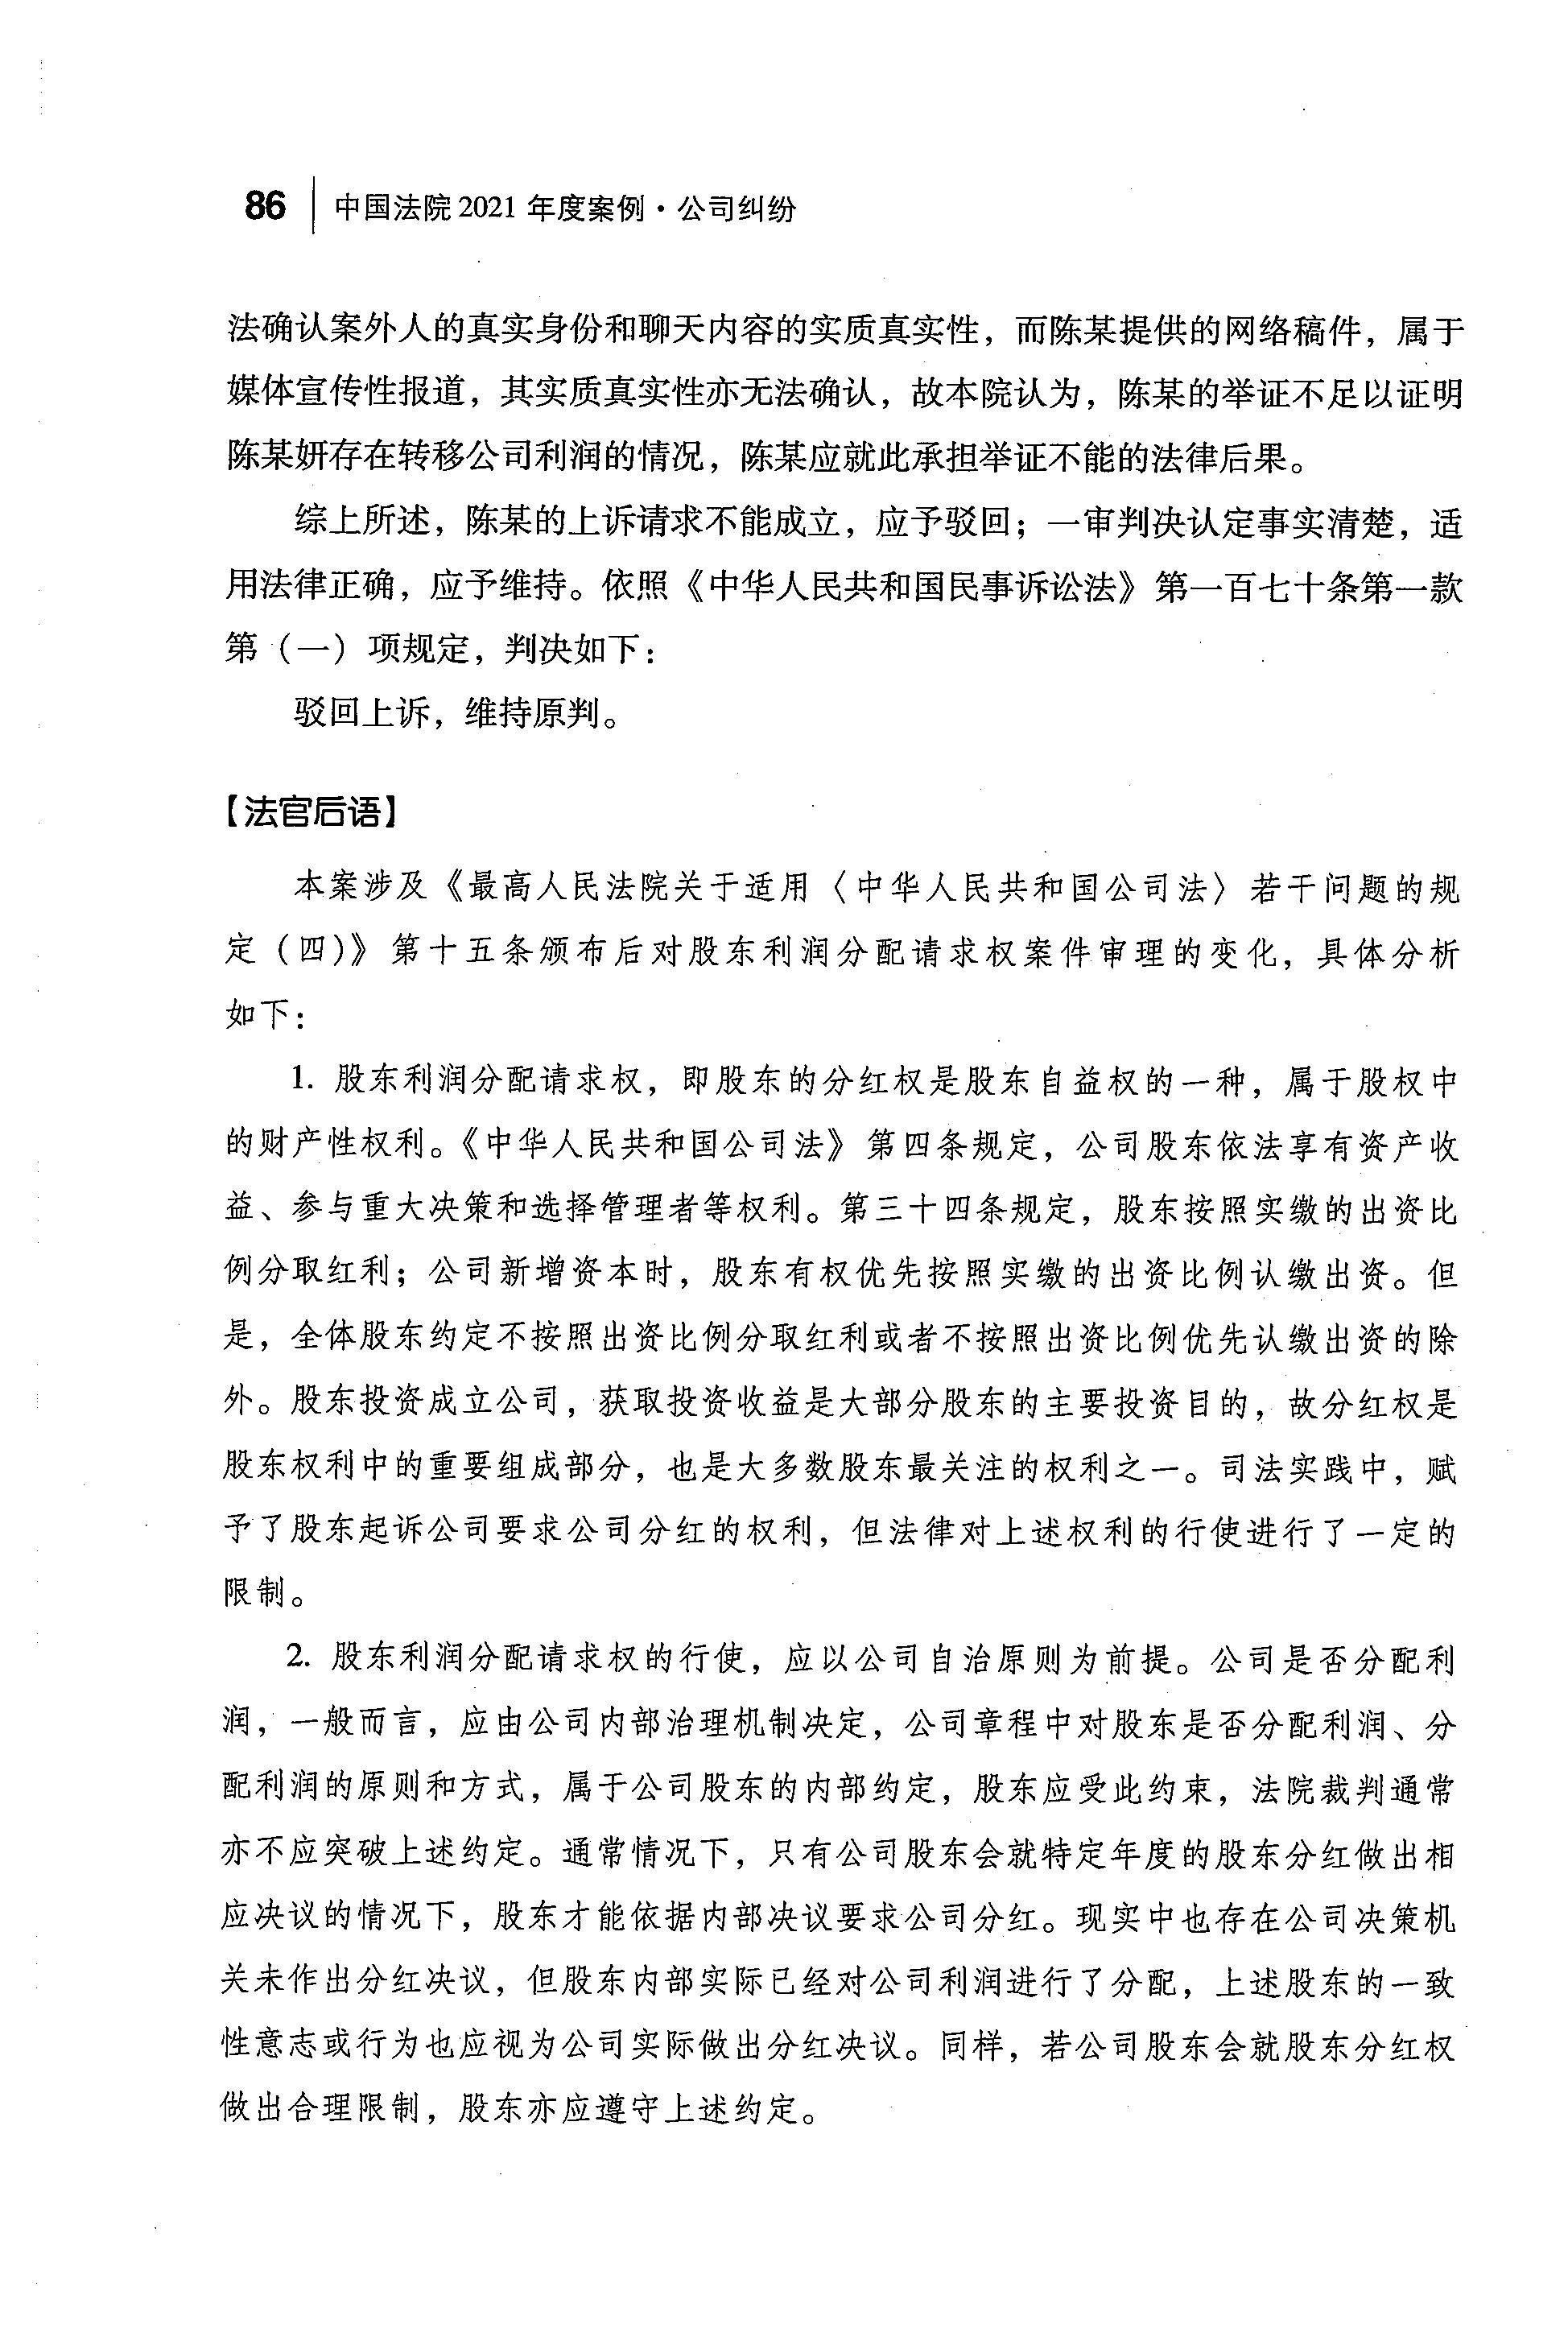 86 中国法院2021年度案例·公司纠纷
法确认案外人的真实身份和聊天内容的实质真实性，而陈某提供的网络稿件，属于
媒体宣传性报道，其实质真实性亦无法确认，故本院认为，陈某的举证不足以证明
陈某妍存在转移公司利润的情况，陈某应就此承担举证不能的法律后果。
综上所述，陈某的上诉请求不能成立，应予驳回；一审判决认定事实清楚，适
用法律正确，应予维持。依照《中华人民共和国民事诉讼法》第一百七十条第一款
第（一）项规定，判决如下：
驳回上诉，维持原判。
【法官后语】
本案涉及《最高人民法院关于适用〈中华人民共和国公司法〉若干问题的规
定（四）》第十五条颁布后对股东利润分配请求权案件审理的变化，具体分析
如下：
1. 股东利润分配请求权，即股东的分红权是股东自益权的一种，属于股权中
的财产性权利。《中华人民共和国公司法》第四条规定，公司股东依法享有资产收
益、参与重大决策和选择管理者等权利。第三十四条规定，股东按照实缴的出资比
例分取红利；公司新增资本时，股东有权优先按照实缴的出资比例认缴出资。但
是，全体股东约定不按照出资比例分取红利或者不按照出资比例优先认缴出资的除
外。股东投资成立公司，获取投资收益是大部分股东的主要投资目的，故分红权是
股东权利中的重要组成部分，也是大多数股东最关注的权利之一。司法实践中，赋
予了股东起诉公司要求公司分红的权利，但法律对上述权利的行使进行了一定的
限制。
2. 股东利润分配请求权的行使，应以公司自治原则为前提。公司是否分配利
润，一般而言，应由公司内部治理机制决定，公司章程中对股东是否分配利润、分
配利润的原则和方式，属于公司股东的内部约定，股东应受此约束，法院裁判通常
亦不应突破上述约定。通常情况下，只有公司股东会就特定年度的股东分红做出相
应决议的情况下，股东才能依据内部决议要求公司分红。现实中也存在公司决策机
关未作出分红决议，但股东内部实际已经对公司利润进行了分配，上述股东的一致
性意志或行为也应视为公司实际做出分红决议。同样，若公司股东会就股东分红权
做出合理限制，股东亦应遵守上述约定。